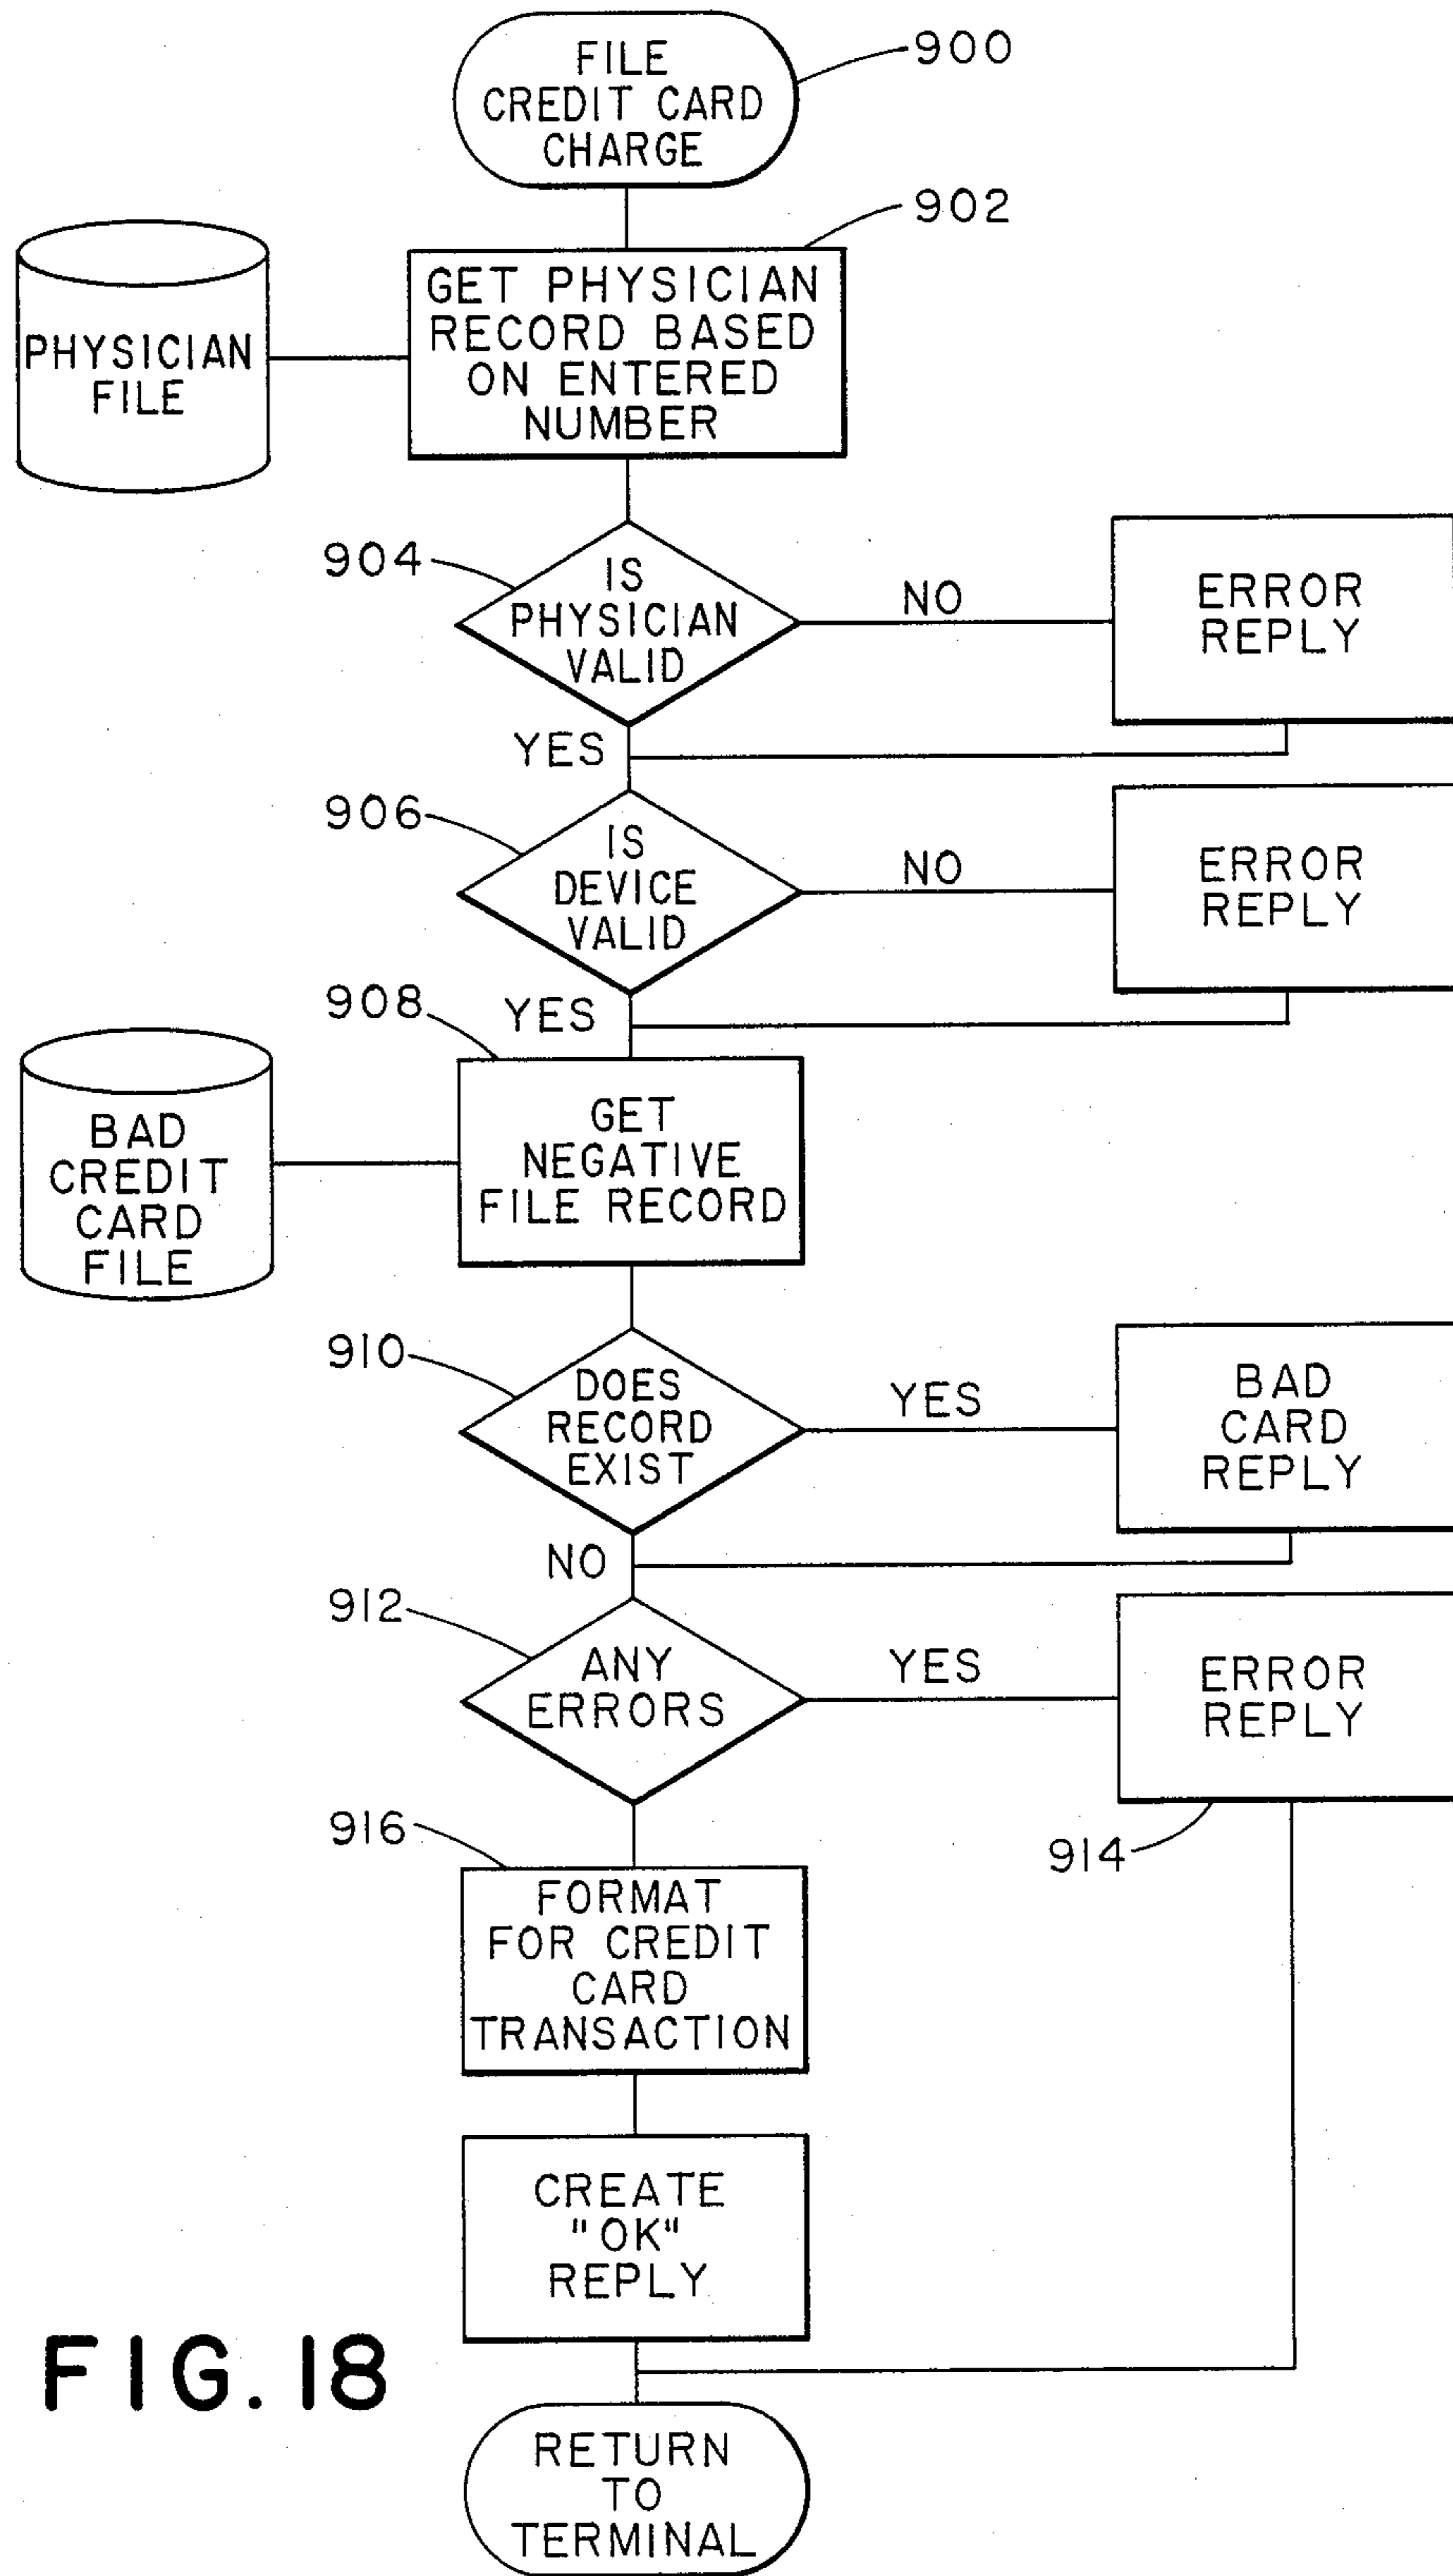 FILE
CREDIT CARD
CHARGE
900
902
PHYSICIAN
FILE
GET PHYSICIAN
RECORD BASED
ON ENTERED
NUMBER
904
IS
PHYSICIAN
VALID
NO
ERROR
REPLY
YES
906
IS
DEVICE
VALID
NO
ERROR
REPLY
YES
908
BAD
CREDIT
CARD
FILE
GET
NEGATIVE
FILE RECORD
910
DOES
RECORD
EXIST
YES
BAD
CARD
REPLY
NO
912
ANY
ERRORS
YES
ERROR
REPLY
914
916
FORMAT
FOR CREDIT
CARD
TRANSACTION
CREATE
"OK"
REPLY
FIG. 18
RETURN
TO
TERMINAL